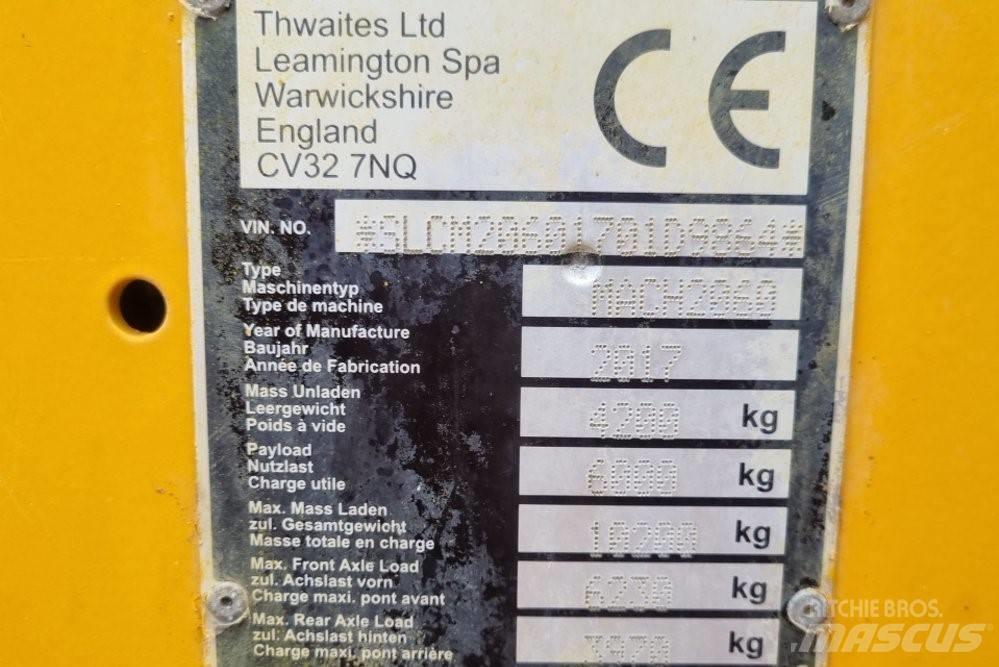 Thwaites Ltd
Leamington Spa
Warwickshire
England
CV32 7NQ
CE
VIN. NO. *SLCM20601701D9864*
Type
Maschinentyp
Type de machine
MACH2060
Year of Manufacture
Baujahr
Année de Fabrication
2017
Mass Unladen
Leergewicht
Poids à vide
4200 kg
Payload
Nutzlast
Charge utile
6000 kg
Max. Mass Laden
zul. Gesamtgewicht
Masse totale en charge
10200 kg
Max. Front Axle Load
zul. Achslast vorn
Charge maxi. pont avant
6230 kg
Max. Rear Axle Load
zul. Achslast hinten
Charge maxi. pont arrière
3970 kg
RITCHIE BROS.
MASCUS